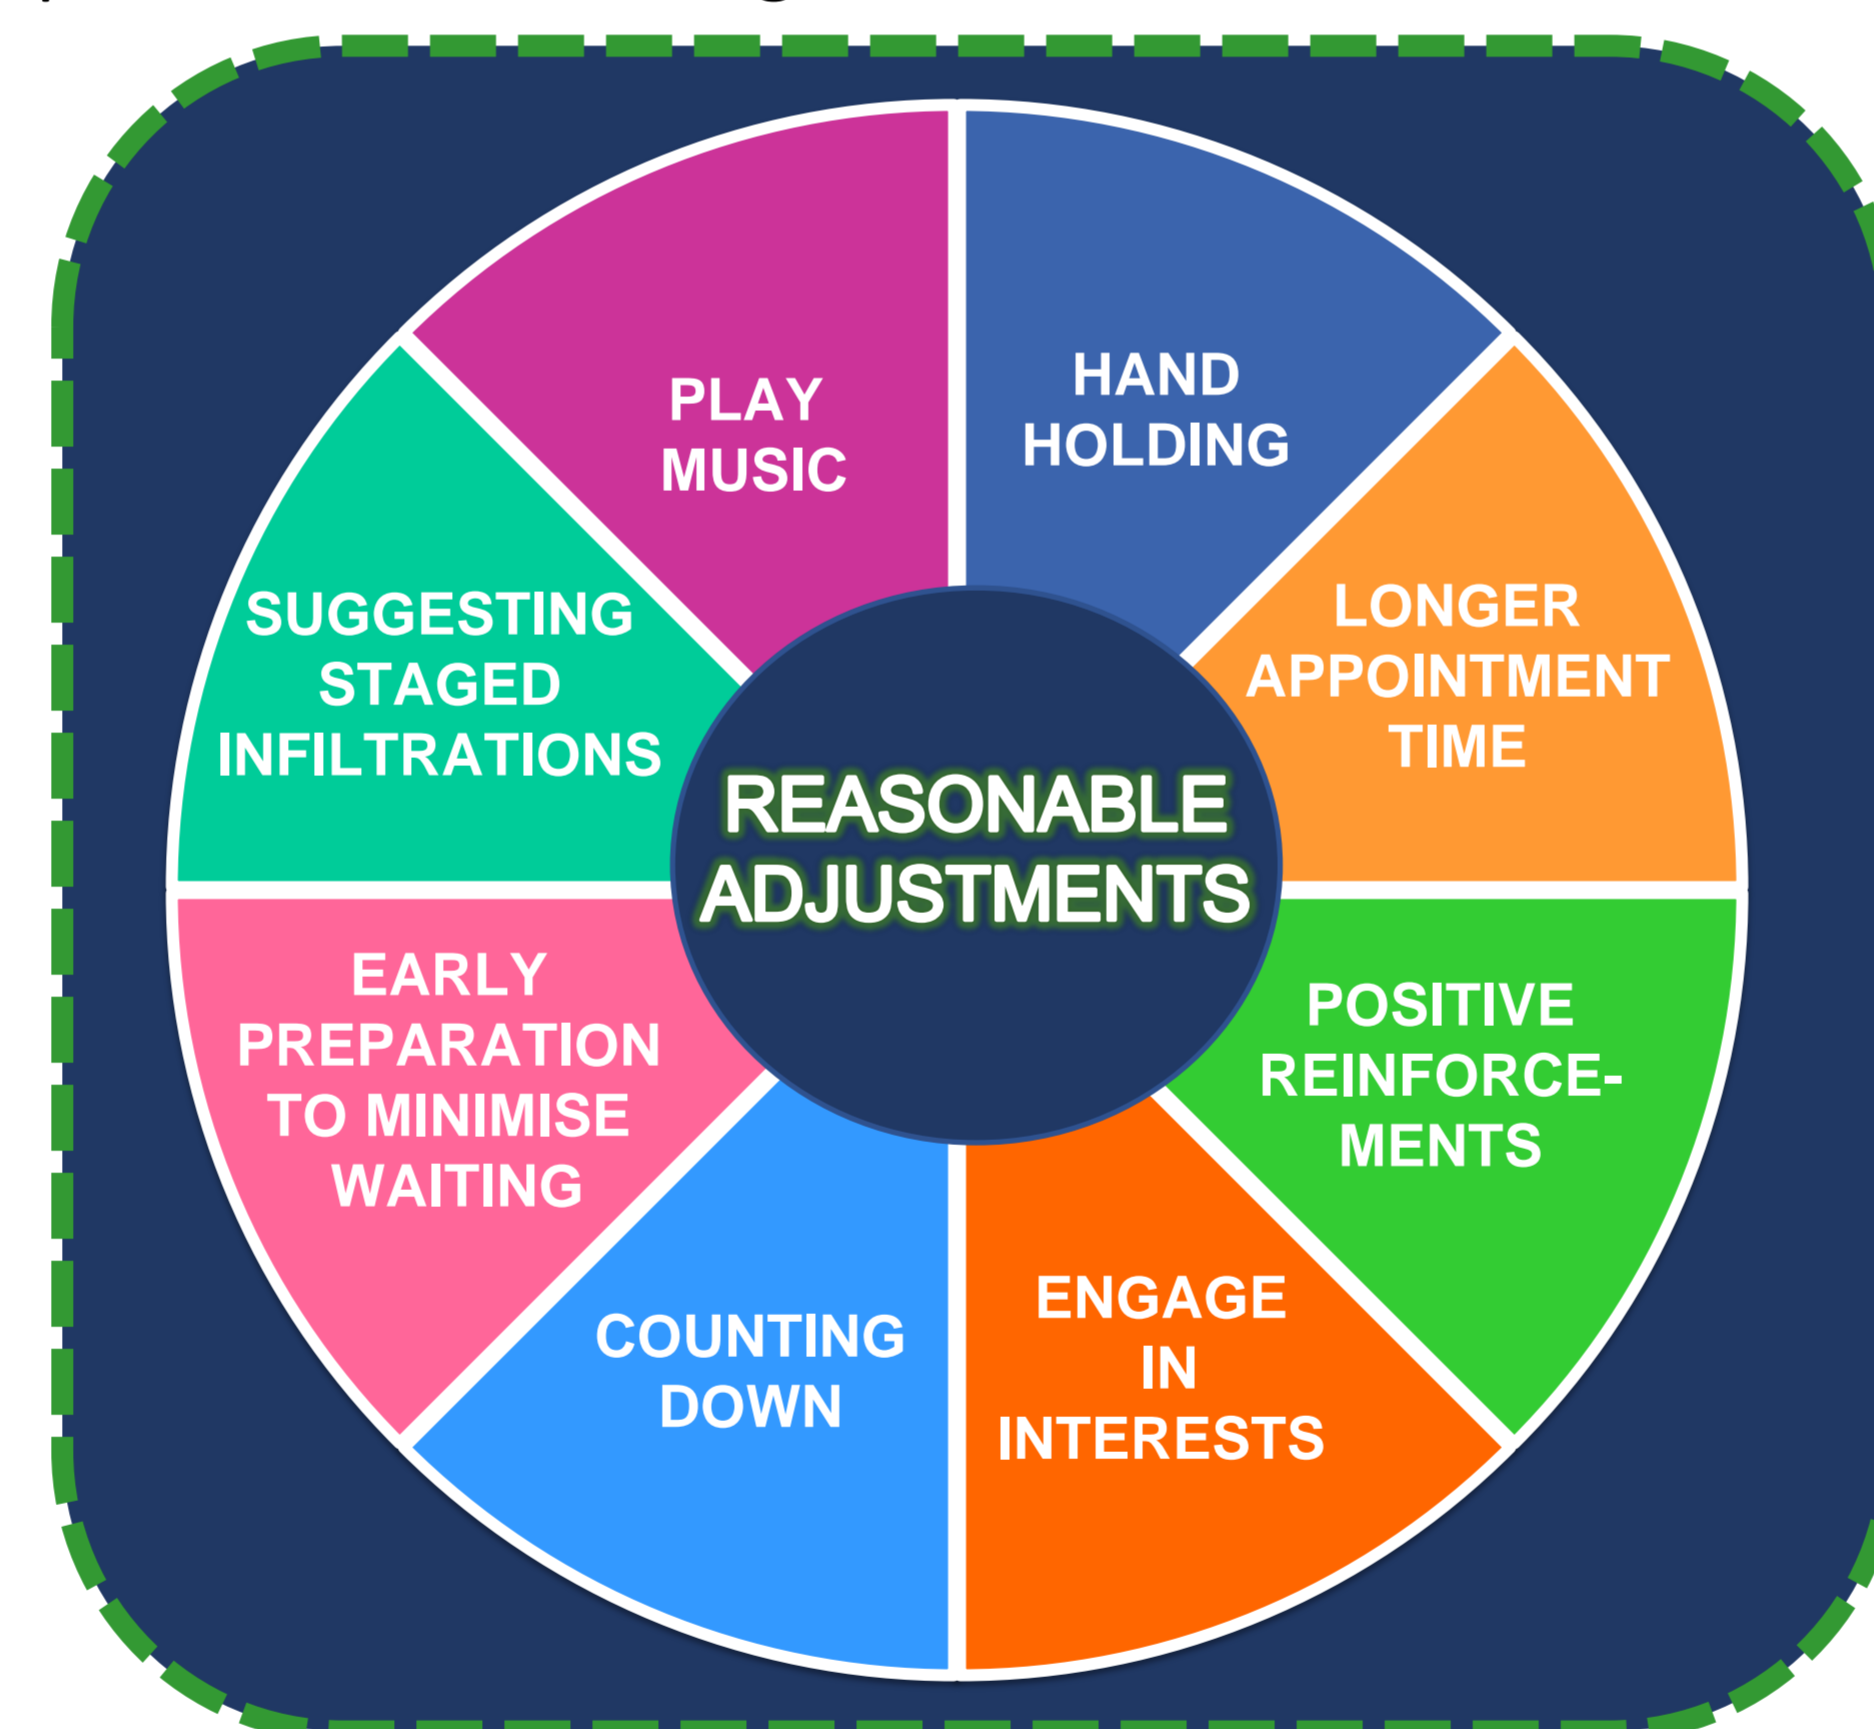 HAND
HOLDING
LONGER
APPOINTMENT
TIME
POSITIVE
REINFORCE-
MENTS
ENGAGE
IN
INTERESTS
COUNTING
DOWN
EARLY
PREPARATION
TO MINIMISE
WAITING
SUGGESTING
STAGED
INFILTRATIONS
PLAY
MUSIC
REASONABLE
ADJUSTMENTS